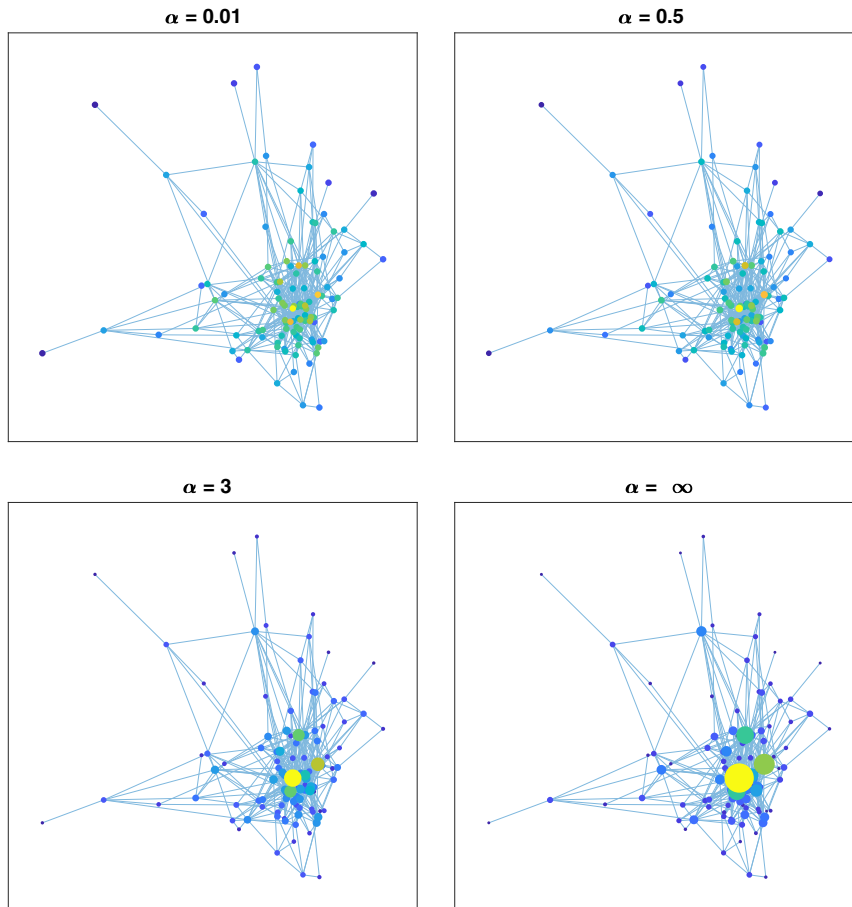 α = 0.01
α = 0.5
α = 3
α = ∞